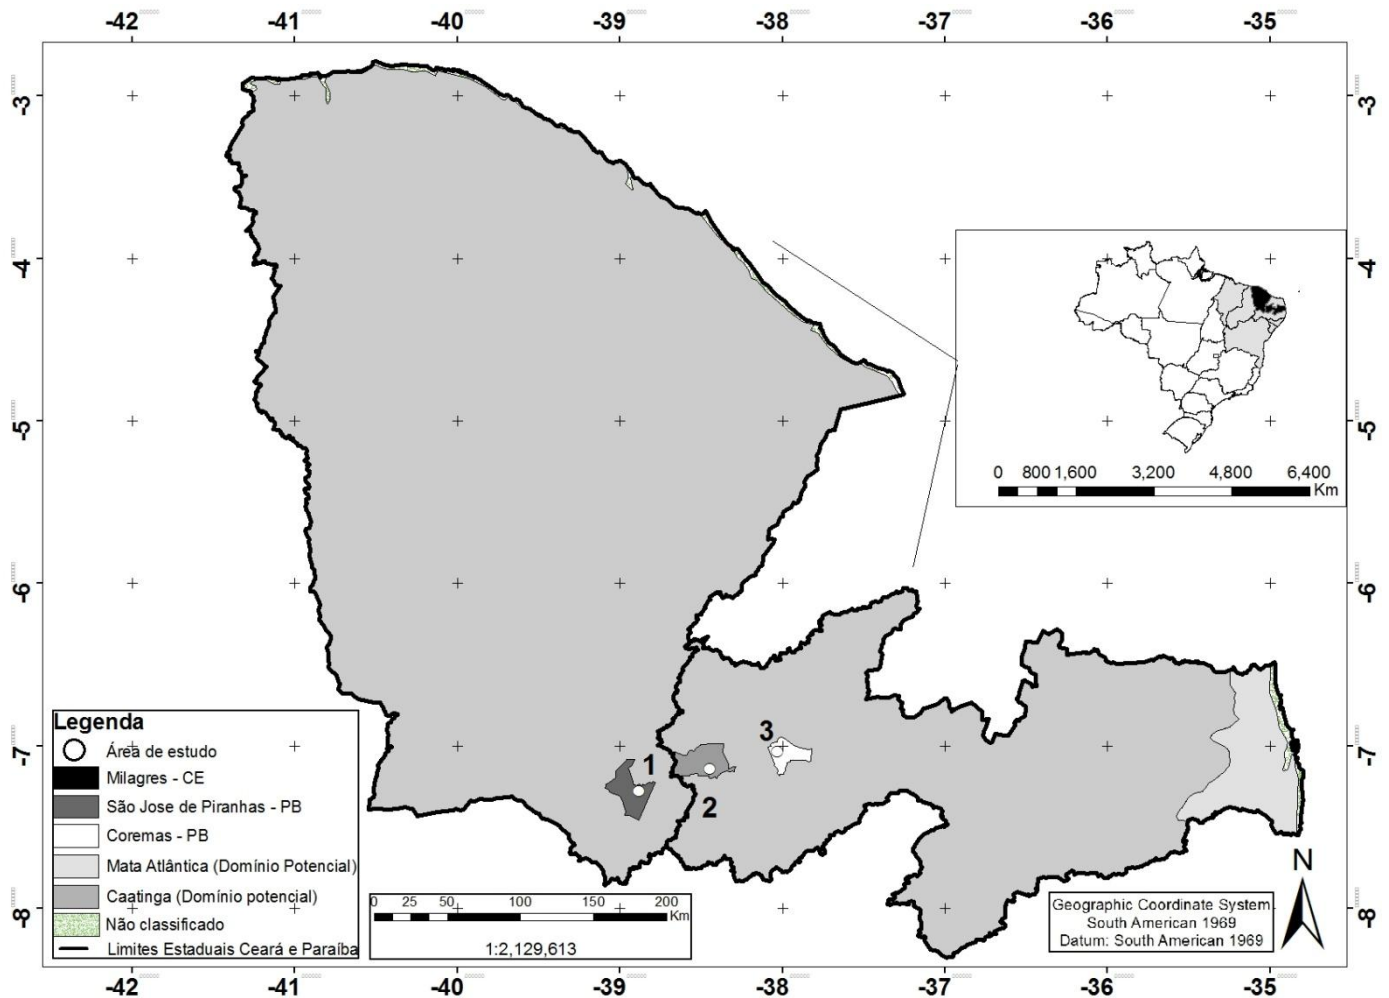 -42 -41 -40 -39 -38 -37 -36 -35
-3 -3
-4 -4
0 800 1,600 3,200 4,800 6,400
Km
-5 -5
-6 -6
-7 -7
1
2
3
Legenda
Área de estudo
Milagres - CE
São Jose de Piranhas - PB
Coremas - PB
Mata Atlântica (Domínio Potencial)
Caatinga (Domínio potencial)
Não classificado
Limites Estaduais Ceará e Paraíba
0 25 50 100 150 200
Km
1:2,129,613
N
Geographic Coordinate System
South American 1969
Datum: South American 1969
-8 -8
-42 -41 -40 -39 -38 -37 -36 -35